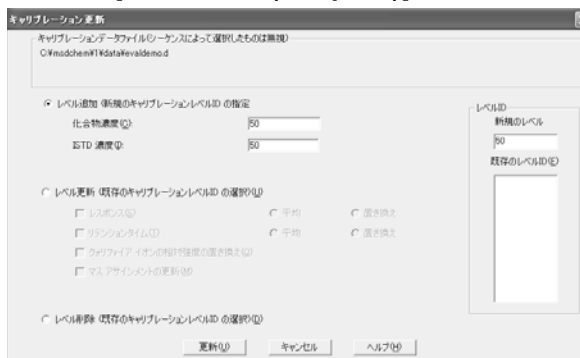 キャリブレーション更新
キャリブレーションデータファイル(シーケンスによって選択したものは無視)
C:¥msdchem¥1¥data¥evaldemo.d
レベル追加 (新規のキャリブレーションレベルID の指定
化合物濃度(C):
50
ISTD 濃度(I):
50
レベル更新 (既存のキャリブレーションレベルID の選択)(U)
レスポンス(S)
平均
置き換え
リテンションタイム(T)
平均
置き換え
クォリファイア イオンの相対強度の置き換え(Q)
マス アサインメントの更新(M)
レベル削除 (既存のキャリブレーションレベルID の選択)(D)
レベルID
新規のレベル
50
既存のレベルID(E)
更新(U)
キャンセル
ヘルプ(H)